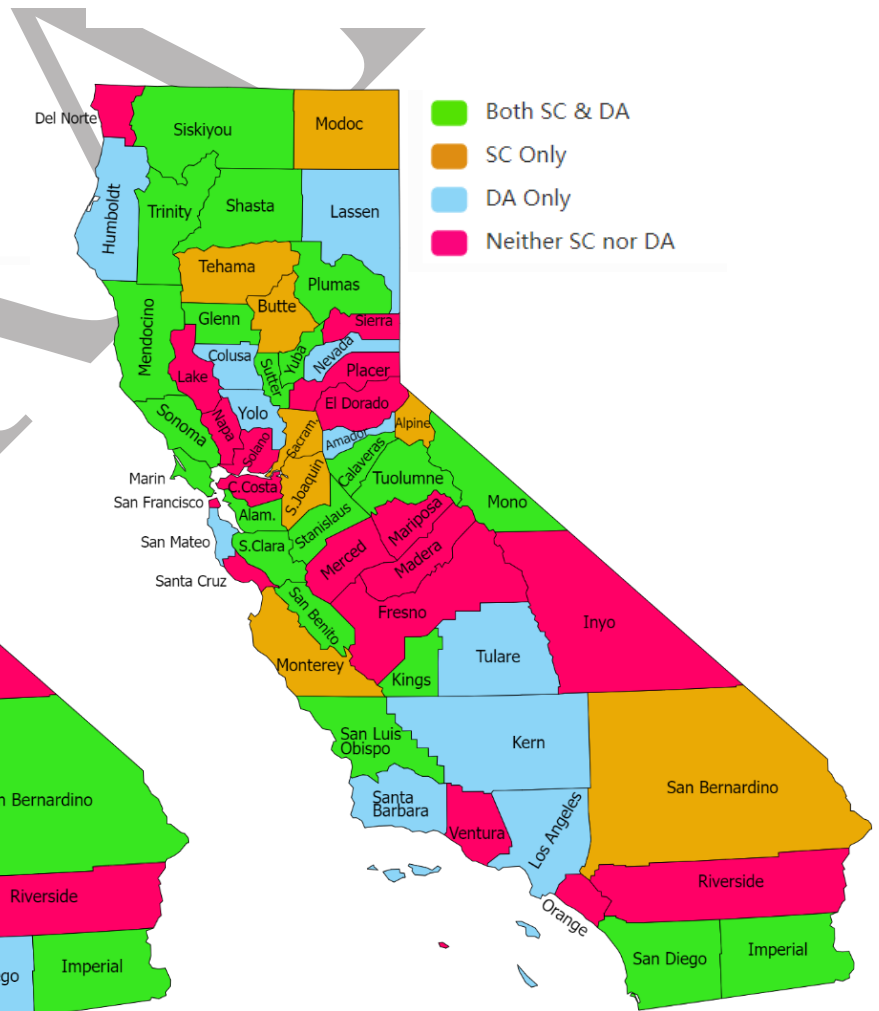 Both SC & DA
SC Only
DA Only
Neither SC nor DA
Del Norte
Siskiyou
Modoc
Humboldt
Trinity
Shasta
Lassen
Tehama
Plumas
Butte
Mendocino
Glenn
Sierra
Colusa
Sutter
Yuba
Nevada
Lake
Placer
Yolo
El Dorado
Sonoma
Napa
Solano
Sacram.
Amador
Alpine
Calaveras
Marin
C.Costa
S.Joaquin
Tuolumne
San Francisco
Alam.
Stanislaus
Mono
San Mateo
S.Clara
Merced
Mariposa
Madera
Santa Cruz
San Benito
Fresno
Inyo
Monterey
Kings
Tulare
San Luis
Obispo
Kern
Santa
Barbara
Ventura
Los Angeles
San Bernardino
Orange
Riverside
San Diego
Imperial
n Bernardino
Riverside
go
Imperial